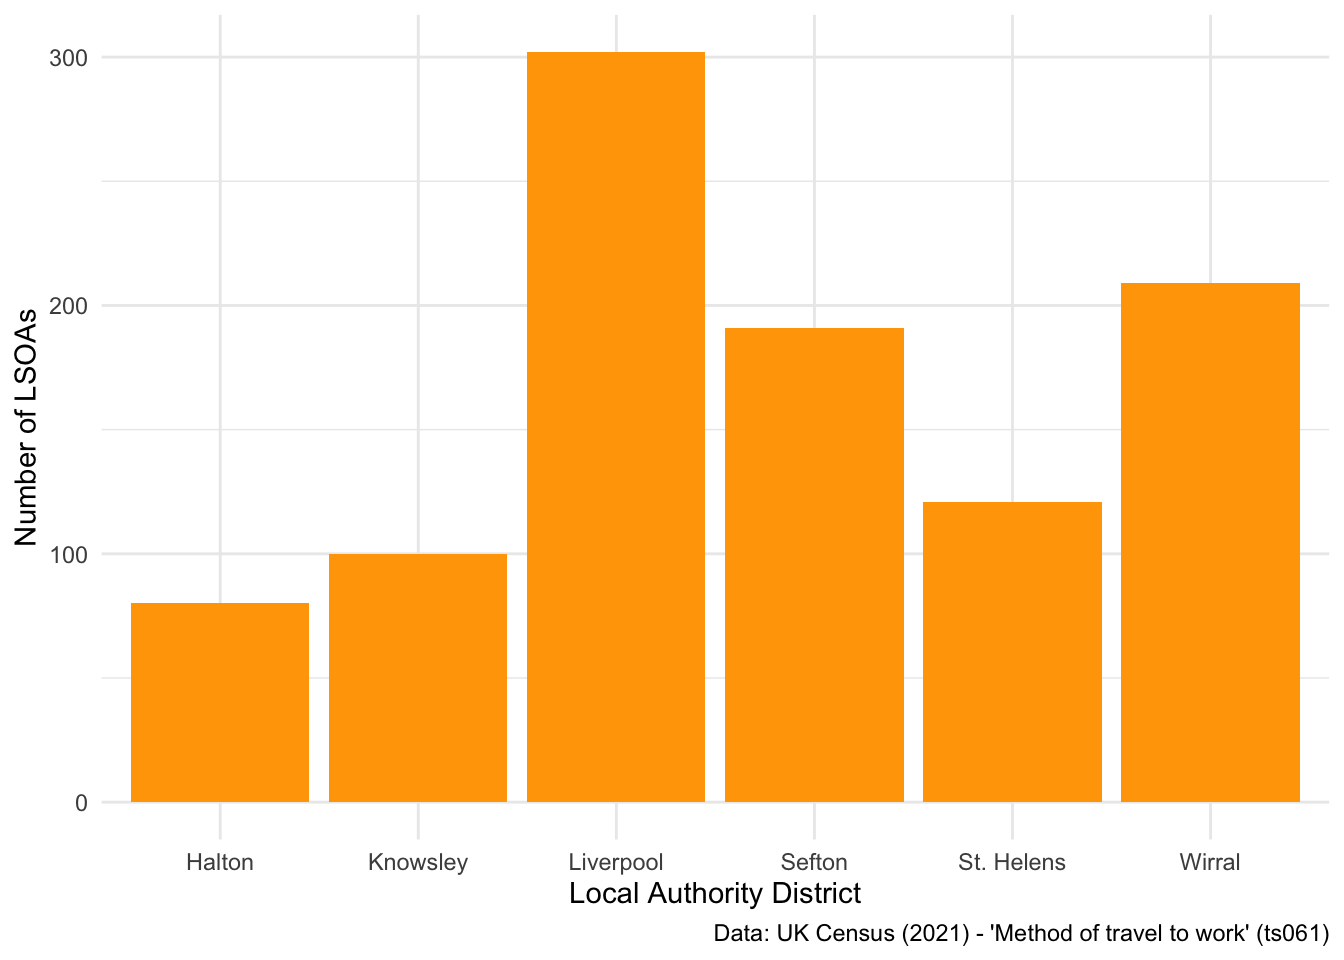 Number of LSOAs
300
200
100
0
Halton
Knowsley
Liverpool
Sefton
St. Helens
Wirral
Local Authority District
Data: UK Census (2021) - 'Method of travel to work' (ts061)